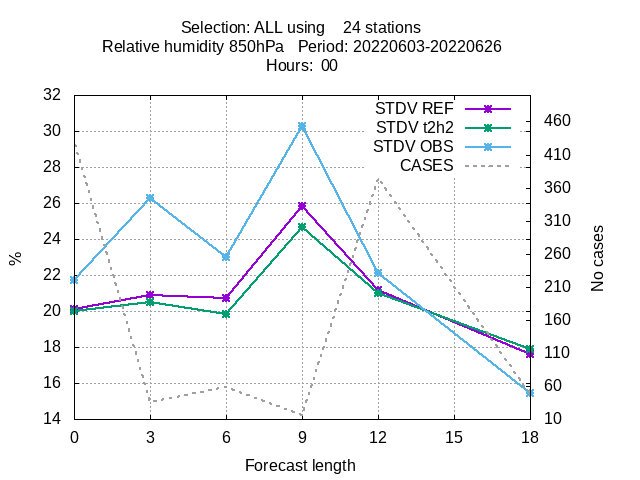 Selection: ALL using    24 stations
Relative humidity 850hPa   Period: 20220603-20220626
Hours:  00
STDV REF
STDV t2h2
STDV OBS
CASES
%
32
30
28
26
24
22
20
18
16
14
460
410
360
310
260
210
160
110
60
10
No cases
0 3 6 9 12 15 18
Forecast length